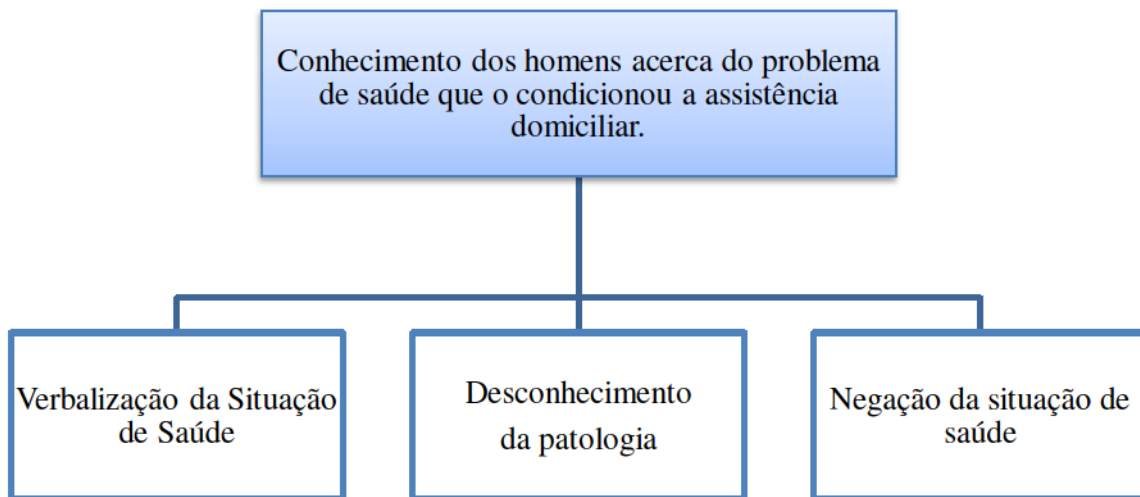 Conhecimento dos homens acerca do problema
de saúde que o condicionou a assistência
domiciliar.
Verbalização da Situação
de Saúde
Desconhecimento
da patologia
Negação da situação de
saúde